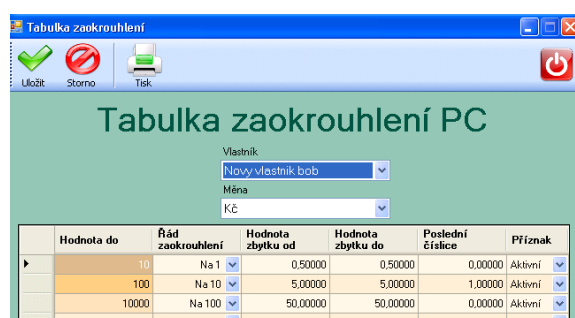 Tabulka zaokrouhlení
Uložit Storno Tisk
Tabulka zaokrouhlení PC
Vlastník
Novy vlastnik bob
Měna
Kč
Hodnota do Řád zaokrouhlení Hodnota zbytku od Hodnota zbytku do Poslední číslice Příznak
10 Na 1 0,50000 0,50000 0,00000 Aktivní
100 Na 10 5,00000 5,00000 1,00000 Aktivní
10000 Na 100 50,00000 50,00000 0,00000 Aktivní